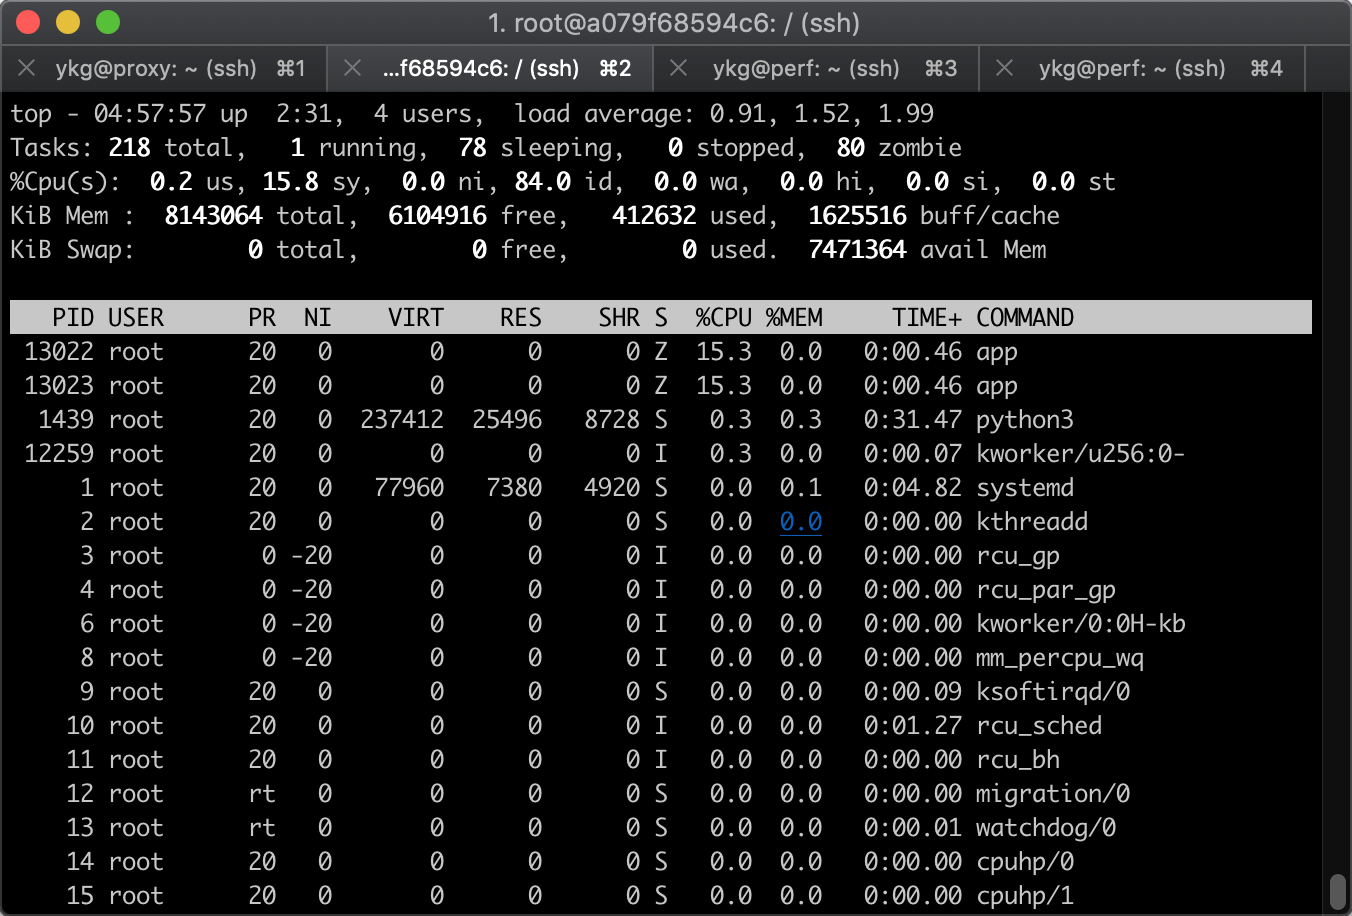 1. root@a079f68594c6: / (ssh)
ykg@proxy: ~ (ssh) ⌘1 ...f68594c6: / (ssh) ⌘2 ykg@perf: ~ (ssh) ⌘3 ykg@perf: ~ (ssh) ⌘4
top - 04:57:57 up  2:31,  4 users,  load average: 0.91, 1.52, 1.99
Tasks: 218 total,   1 running,  78 sleeping,   0 stopped,  80 zombie
%Cpu(s):  0.2 us, 15.8 sy,  0.0 ni, 84.0 id,  0.0 wa,  0.0 hi,  0.0 si,  0.0 st
KiB Mem :  8143064 total,  6104916 free,   412632 used,  1625516 buff/cache
KiB Swap:        0 total,        0 free,        0 used.  7471364 avail Mem
PID USER      PR  NI    VIRT    RES    SHR S  %CPU %MEM     TIME+ COMMAND
13022 root      20   0       0      0      0 Z  15.3  0.0   0:00.46 app
13023 root      20   0       0      0      0 Z  15.3  0.0   0:00.46 app
1439 root      20   0  237412  25496   8728 S   0.3  0.3   0:31.47 python3
12259 root      20   0       0      0      0 I   0.3  0.0   0:00.07 kworker/u256:0-
1 root      20   0   77960   7380   4920 S   0.0  0.1   0:04.82 systemd
2 root      20   0       0      0      0 S   0.0  0.0   0:00.00 kthreadd
3 root       0 -20       0      0      0 I   0.0  0.0   0:00.00 rcu_gp
4 root       0 -20       0      0      0 I   0.0  0.0   0:00.00 rcu_par_gp
6 root       0 -20       0      0      0 I   0.0  0.0   0:00.00 kworker/0:0H-kb
8 root       0 -20       0      0      0 I   0.0  0.0   0:00.00 mm_percpu_wq
9 root      20   0       0      0      0 S   0.0  0.0   0:00.09 ksoftirqd/0
10 root      20   0       0      0      0 I   0.0  0.0   0:01.27 rcu_sched
11 root      20   0       0      0      0 I   0.0  0.0   0:00.00 rcu_bh
12 root      rt   0       0      0      0 S   0.0  0.0   0:00.00 migration/0
13 root      rt   0       0      0      0 S   0.0  0.0   0:00.01 watchdog/0
14 root      20   0       0      0      0 S   0.0  0.0   0:00.00 cpuhp/0
15 root      20   0       0      0      0 S   0.0  0.0   0:00.00 cpuhp/1